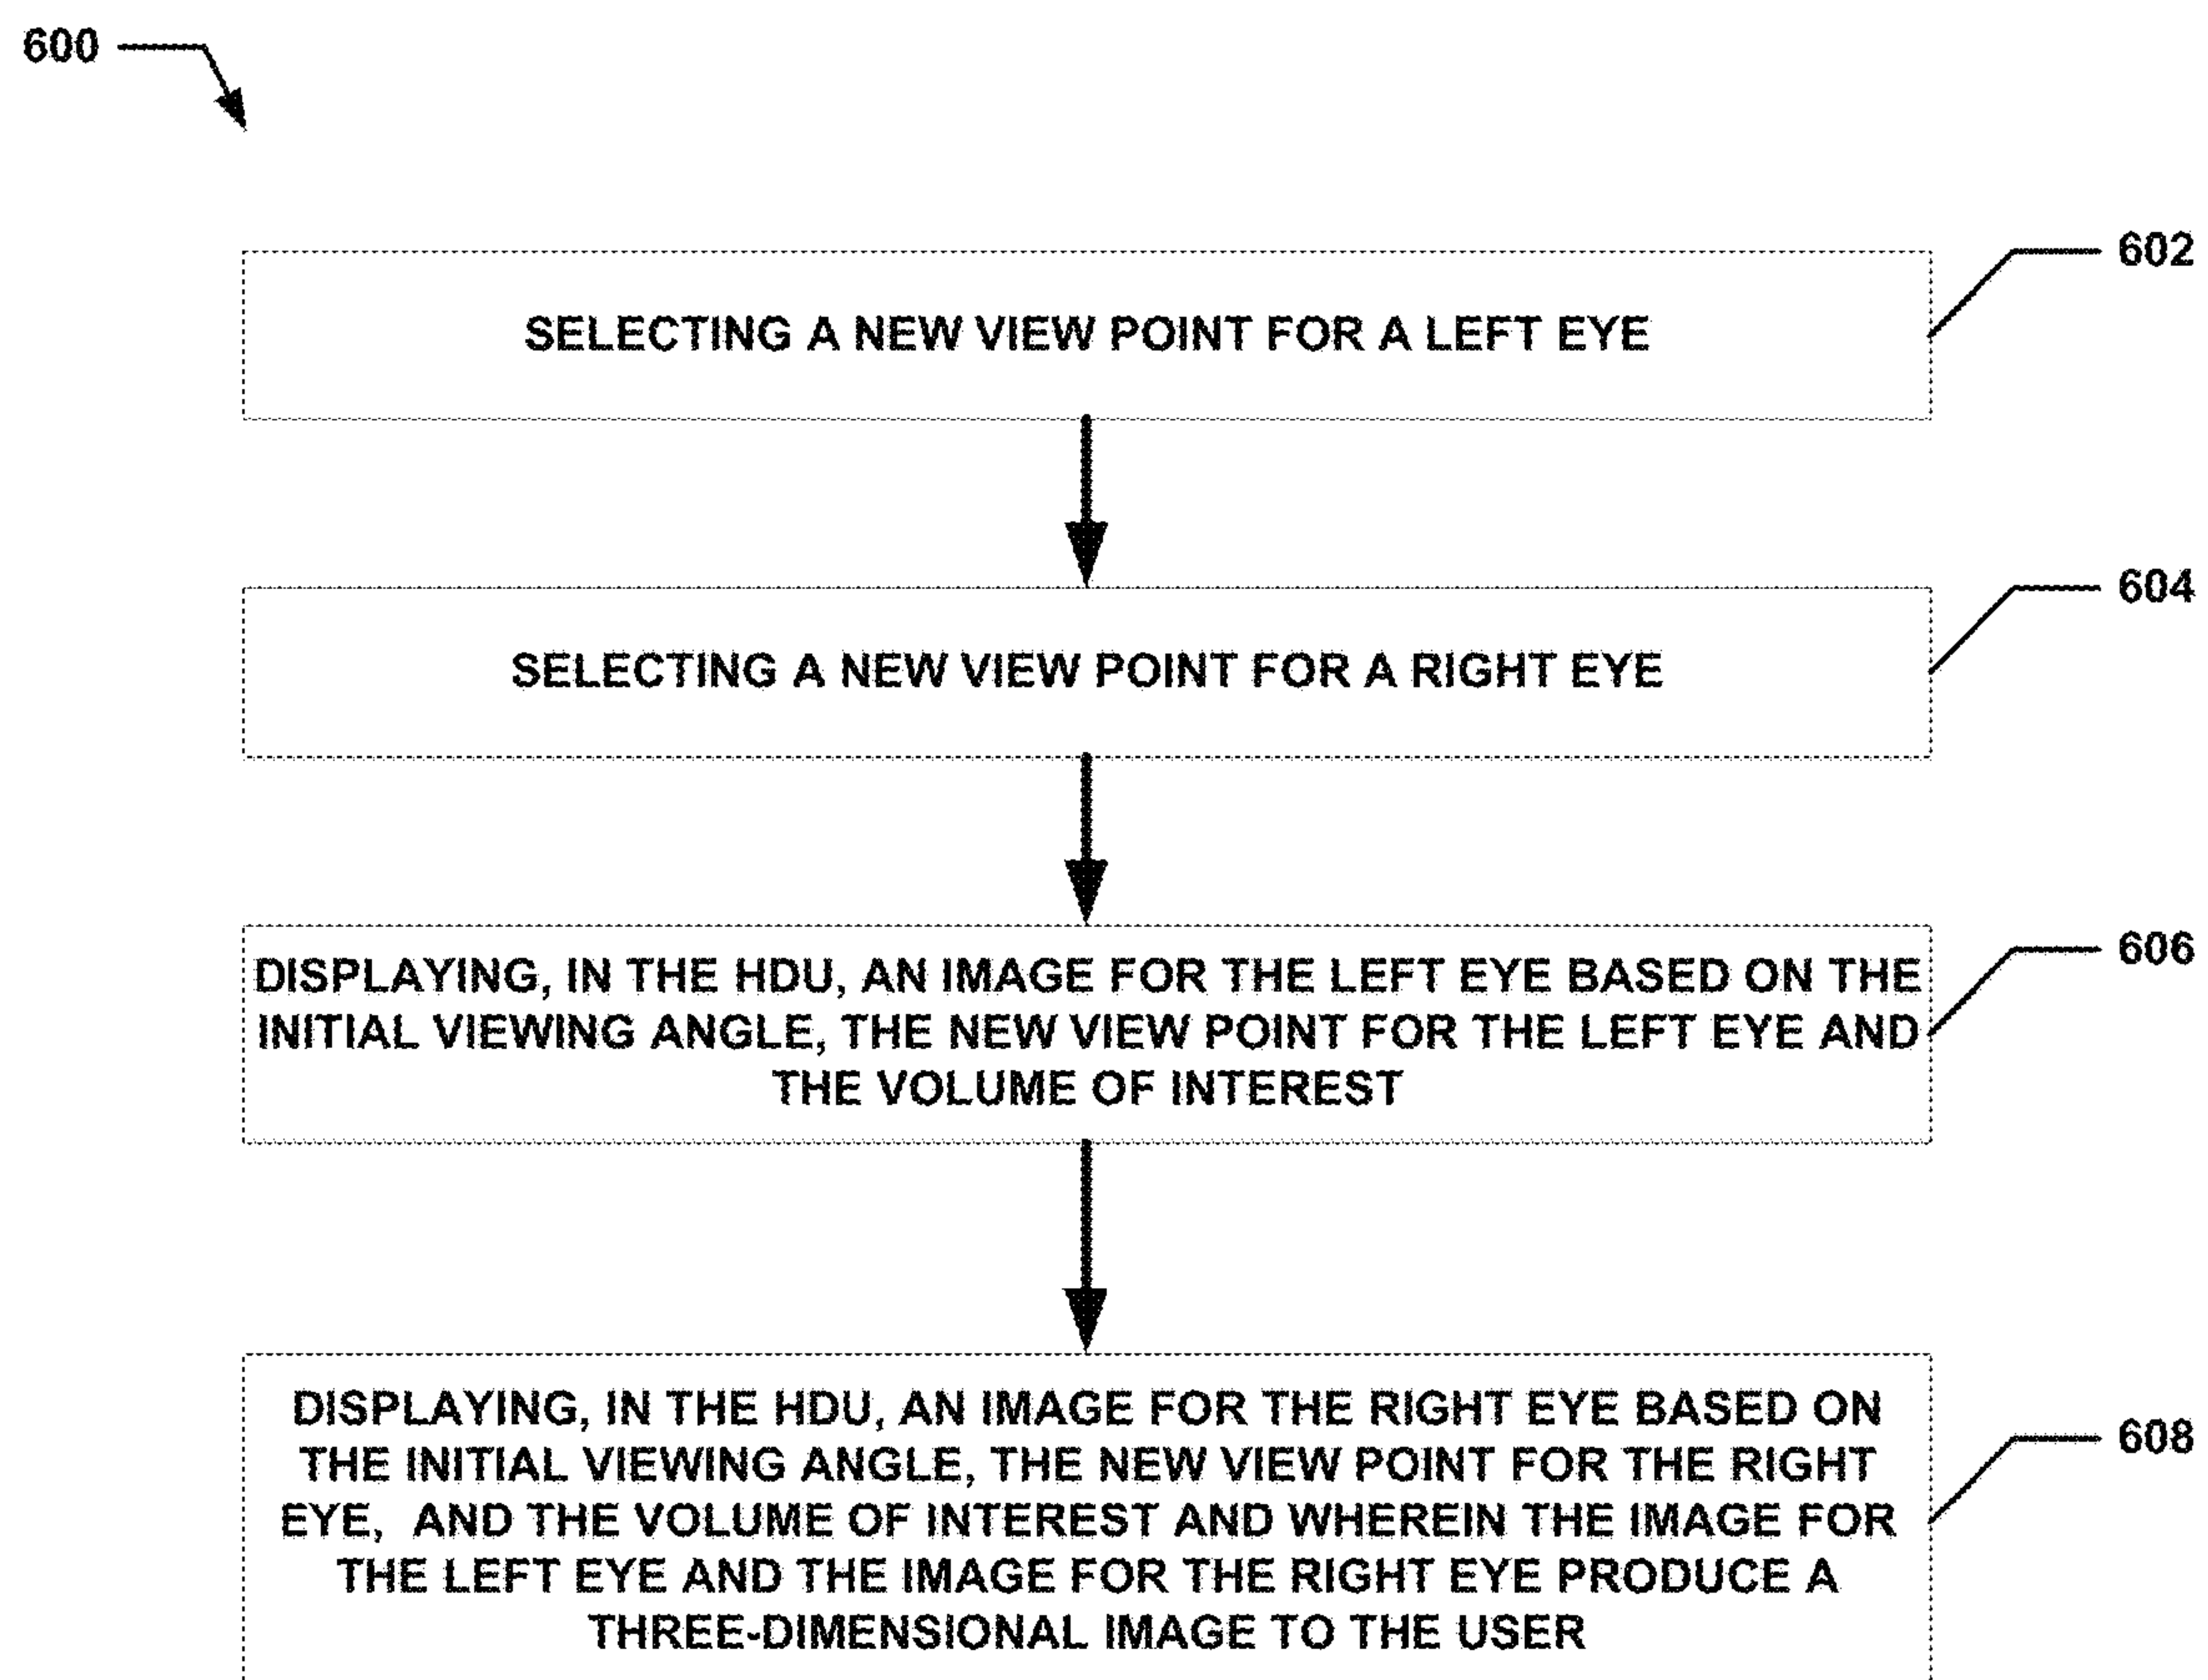 600
602
SELECTING A NEW VIEW POINT FOR A LEFT EYE
604
SELECTING A NEW VIEW POINT FOR A RIGHT EYE
606
DISPLAYING, IN THE HDU, AN IMAGE FOR THE LEFT EYE BASED ON THE
INITIAL VIEWING ANGLE, THE NEW VIEW POINT FOR THE LEFT EYE AND
THE VOLUME OF INTEREST
608
DISPLAYING, IN THE HDU, AN IMAGE FOR THE RIGHT EYE BASED ON
THE INITIAL VIEWING ANGLE, THE NEW VIEW POINT FOR THE RIGHT
EYE,  AND THE VOLUME OF INTEREST AND WHEREIN THE IMAGE FOR
THE LEFT EYE AND THE IMAGE FOR THE RIGHT EYE PRODUCE A
THREE-DIMENSIONAL IMAGE TO THE USER